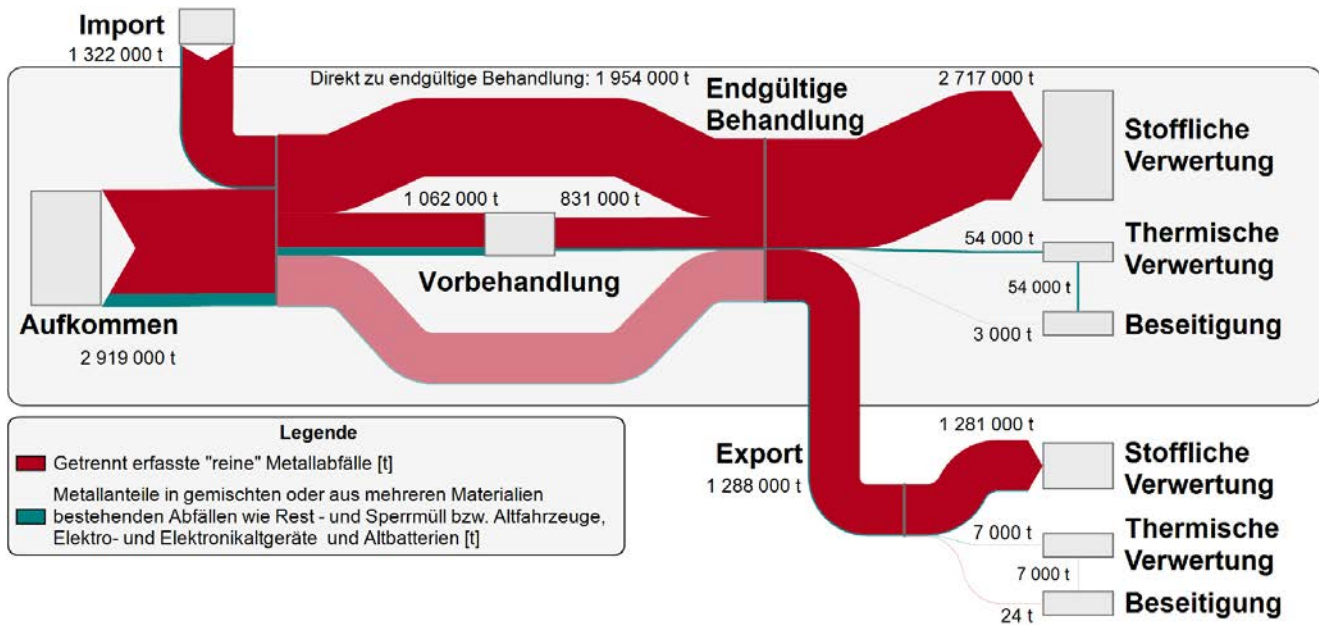 Import
1 322 000 t
Direkt zu endgültige Behandlung: 1 954 000 t
Endgültige
Behandlung
2 717 000 t
Stoffliche
Verwertung
1 062 000 t
831 000 t
Vorbehandlung
54 000 t
Thermische
Verwertung
54 000 t
3 000 t
Beseitigung
Aufkommen
2 919 000 t
Legende
Getrennt erfasste "reine" Metallabfälle [t]
Metallanteile in gemischten oder aus mehreren Materialien
bestehenden Abfällen wie Rest - und Sperrmüll bzw. Altfahrzeuge,
Elektro- und Elektronikaltgeräte und Altbatterien [t]
Export
1 288 000 t
1 281 000 t
Stoffliche
Verwertung
7 000 t
Thermische
Verwertung
7 000 t
24 t
Beseitigung